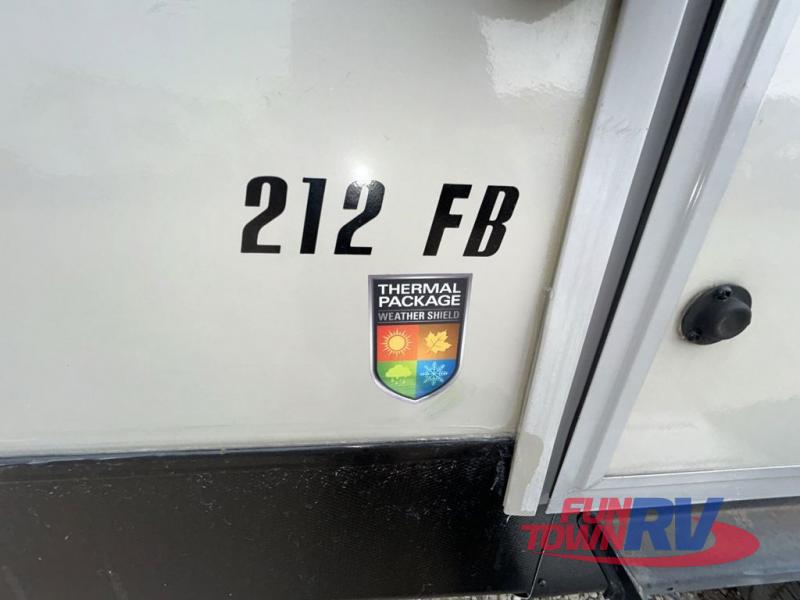 212 FB
THERMAL
PACKAGE
WEATHER SHIELD
FUN
TOWN RV